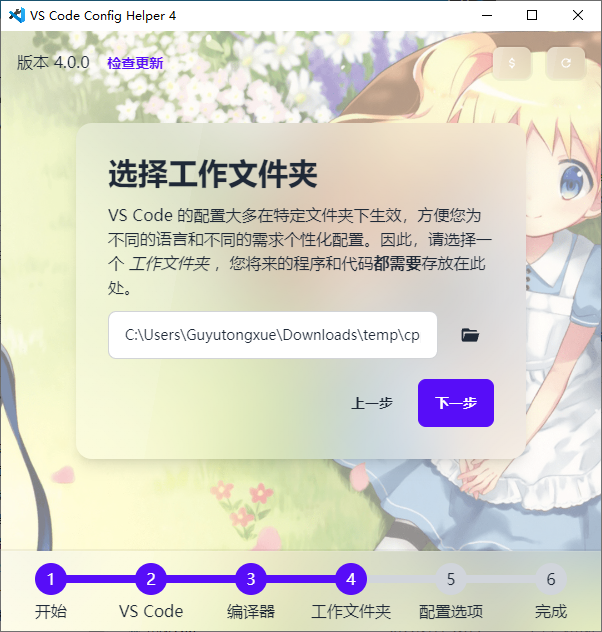 VS Code Config Helper 4
版本 4.0.0 检查更新
$
选择工作文件夹
VS Code 的配置大多在特定文件夹下生效，方便您为
不同的语言和不同的需求个性化配置。因此，请选择一
个 工作文件夹 ，您将来的程序和代码都需要存放在此
处。
C:\Users\Guyutongxue\Downloads\temp\cp
上一步 下一步
1 2 3 4 5 6
开始 VS Code 编译器 工作文件夹 配置选项 完成